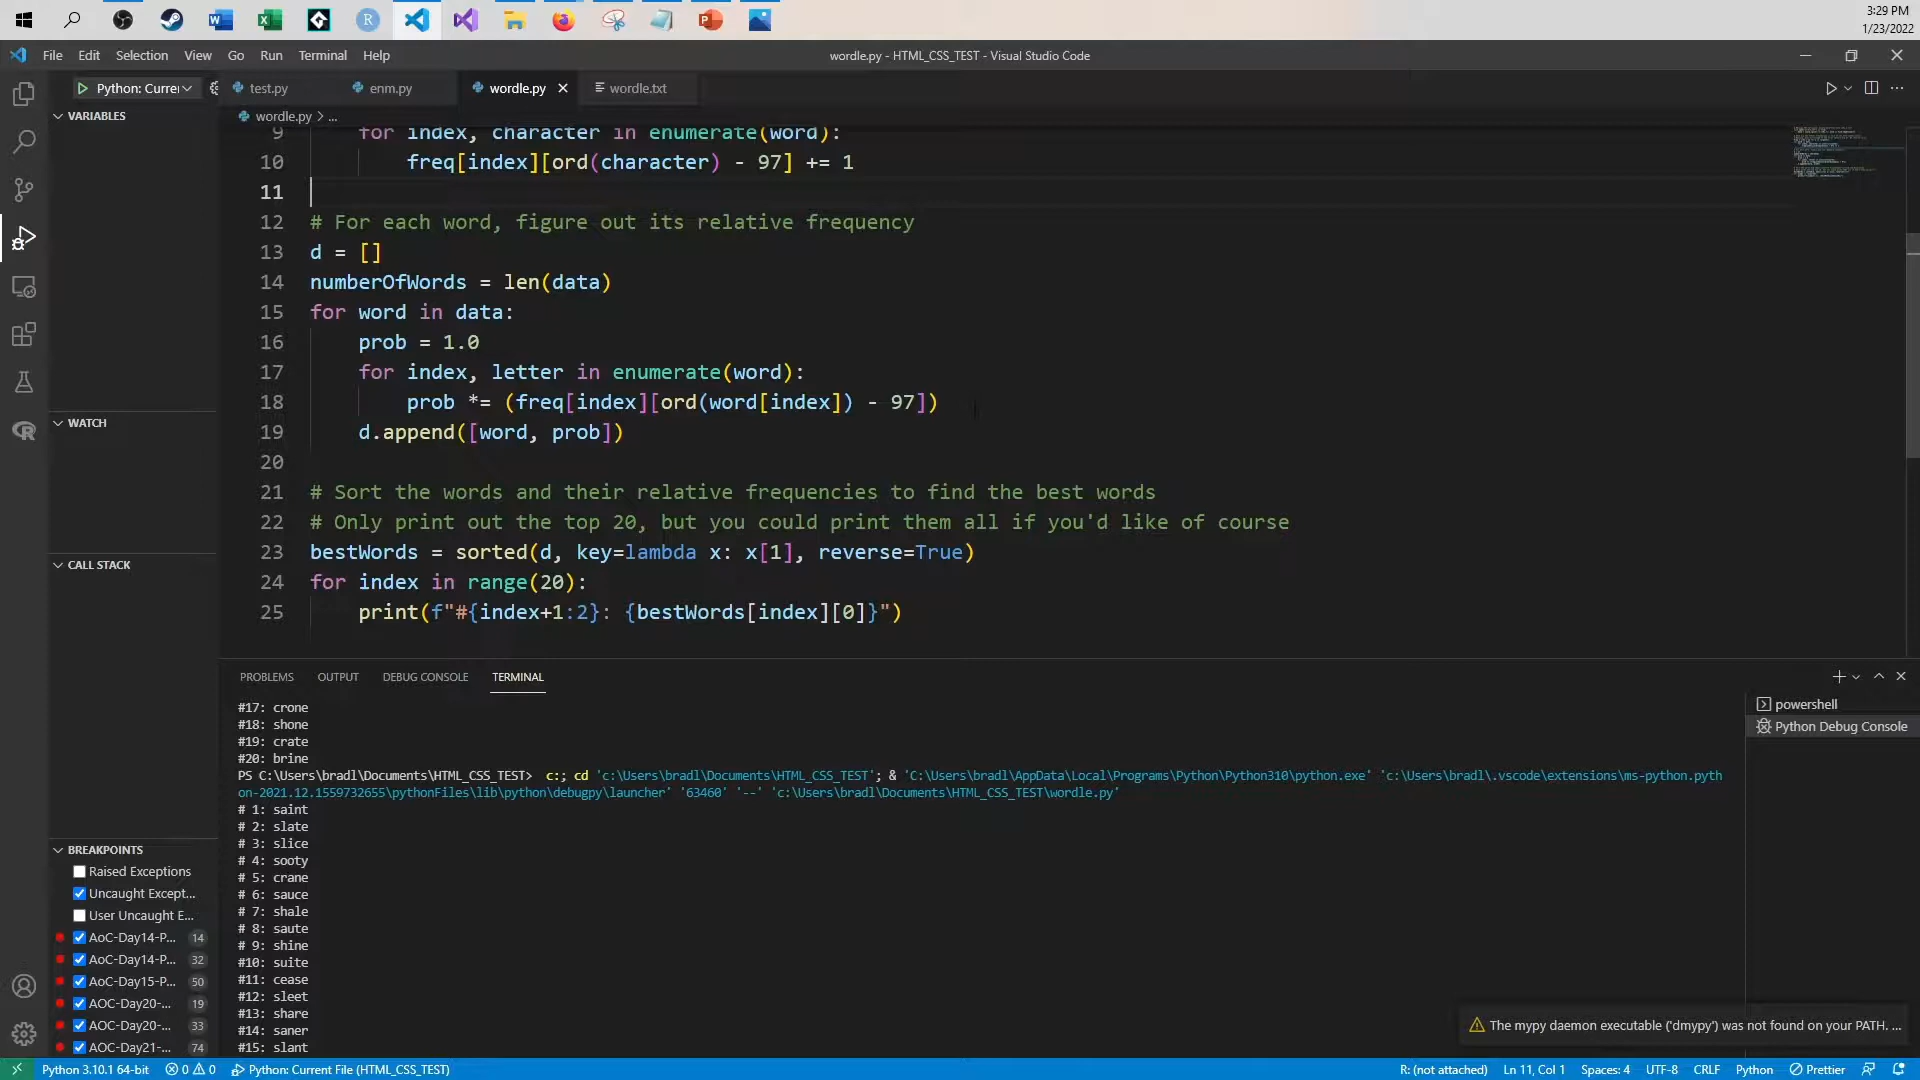 3:29 PM
1/23/2022
File Edit Selection View Go Run Terminal Help
wordle.py - HTML_CSS_TEST - Visual Studio Code
Python: Currer
test.py
enm.py
wordle.py
wordle.txt
VARIABLES
wordle.py > ...
9 for index, character in enumerate(word):
10 freq[index][ord(character) - 97] += 1
11
12 # For each word, figure out its relative frequency
13 d = []
14 numberOfWords = len(data)
15 for word in data:
16 prob = 1.0
17 for index, letter in enumerate(word):
18 prob *= (freq[index][ord(word[index]) - 97])
19 d.append([word, prob])
20
21 # Sort the words and their relative frequencies to find the best words
22 # Only print out the top 20, but you could print them all if you'd like of course
23 bestWords = sorted(d, key=lambda x: x[1], reverse=True)
24 for index in range(20):
25 print(f"#{index+1:2}: {bestWords[index][0]}")
WATCH
CALL STACK
BREAKPOINTS
Raised Exceptions
Uncaught Except...
User Uncaught E...
AoC-Day14-P... 14
AoC-Day14-P... 32
AoC-Day15-P... 50
AOC-Day20-... 19
AOC-Day20-... 33
AOC-Day21-... 74
PROBLEMS OUTPUT DEBUG CONSOLE TERMINAL
#17: crone
#18: shone
#19: crate
#20: brine
PS C:\Users\bradl\Documents\HTML_CSS_TEST> c:; cd 'c:\Users\bradl\Documents\HTML_CSS_TEST'; & 'C:\Users\bradl\AppData\Local\Programs\Python\Python310\python.exe' 'c:\Users\bradl\.vscode\extensions\ms-python.pyth
on-2021.12.1559732655\pythonFiles\lib\python\debugpy\launcher' '63460' '--' 'c:\Users\bradl\Documents\HTML_CSS_TEST\wordle.py'
# 1: saint
# 2: slate
# 3: slice
# 4: sooty
# 5: crane
# 6: sauce
# 7: shale
# 8: saute
# 9: shine
#10: suite
#11: cease
#12: sleet
#13: share
#14: saner
#15: slant
powershell
Python Debug Console
The mypy daemon executable ('dmypy') was not found on your PATH. ...
Python 3.10.1 64-bit 0 0 Python: Current File (HTML_CSS_TEST)
R: (not attached) Ln 11, Col 1 Spaces: 4 UTF-8 CRLF Python Prettier